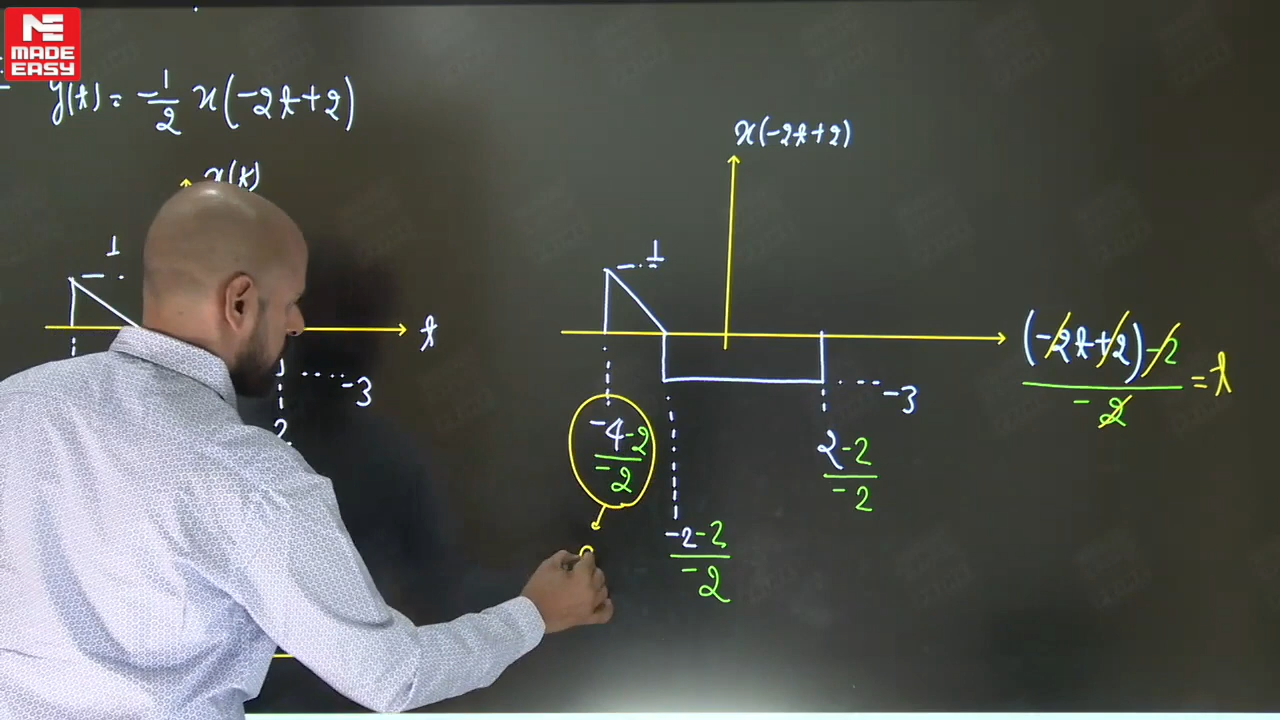 MADE
EASY
y(t) = -1/2 x(-2t+2)
x(t)
1
t
-3
2
x(-2t+2)
1
-3
(-2t+2)-2 / -2 = t
-4-2 / -2
2-2 / -2
-2-2 / -2